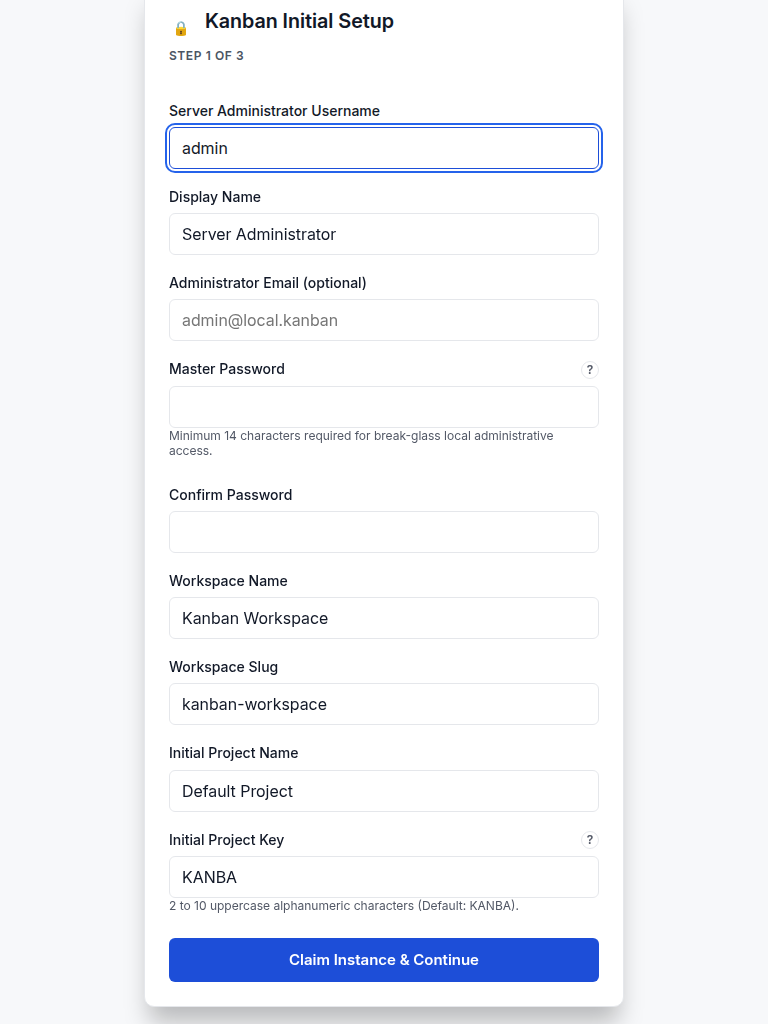 Kanban Initial Setup
STEP 1 OF 3
Server Administrator Username
admin
Display Name
Server Administrator
Administrator Email (optional)
admin@local.kanban
Master Password ?
Minimum 14 characters required for break-glass local administrative
access.
Confirm Password
Workspace Name
Kanban Workspace
Workspace Slug
kanban-workspace
Initial Project Name
Default Project
Initial Project Key ?
KANBA
2 to 10 uppercase alphanumeric characters (Default: KANBA).
Claim Instance & Continue